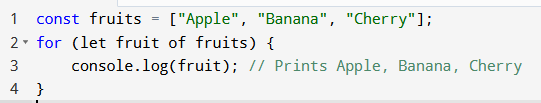 1 const fruits = ["Apple", "Banana", "Cherry"];
2 for (let fruit of fruits) {
3 console.log(fruit); // Prints Apple, Banana, Cherry
4 }